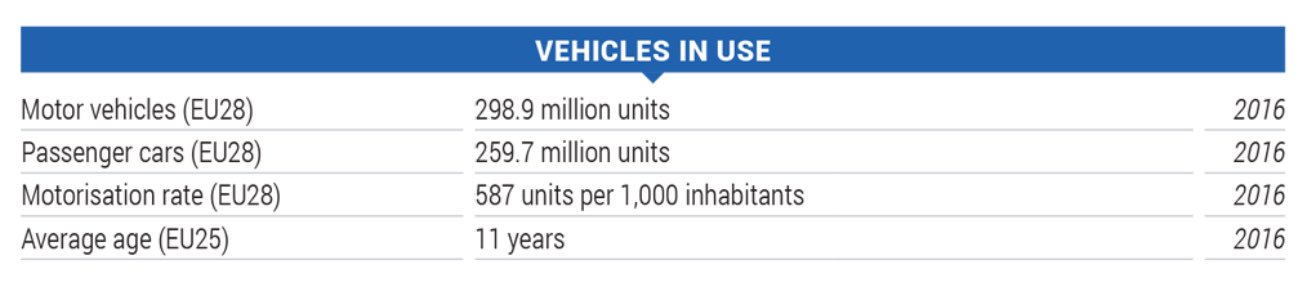 VEHICLES IN USE
Motor vehicles (EU28) 298.9 million units 2016
Passenger cars (EU28) 259.7 million units 2016
Motorisation rate (EU28) 587 units per 1,000 inhabitants 2016
Average age (EU25) 11 years 2016